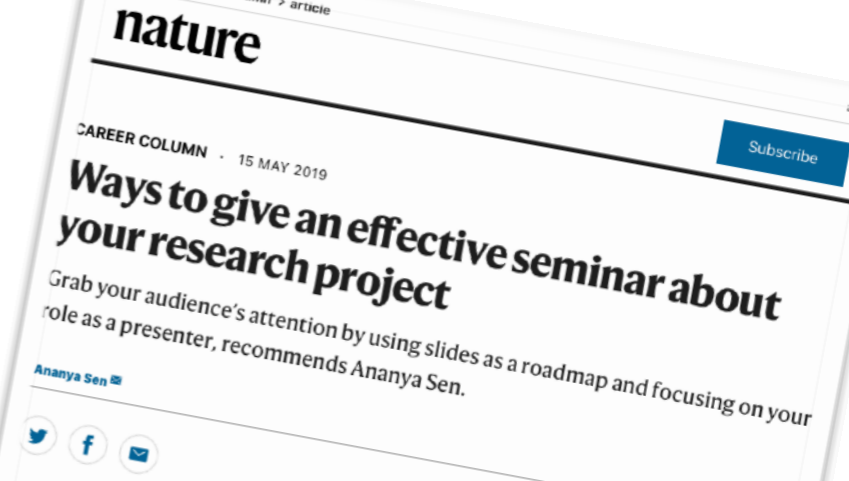 > article
nature
Subscribe
CAREER COLUMN · 15 MAY 2019
Ways to give an effective seminar about
your research project
Grab your audience's attention by using slides as a roadmap and focusing on your
role as a presenter, recommends Ananya Sen.
Ananya Sen